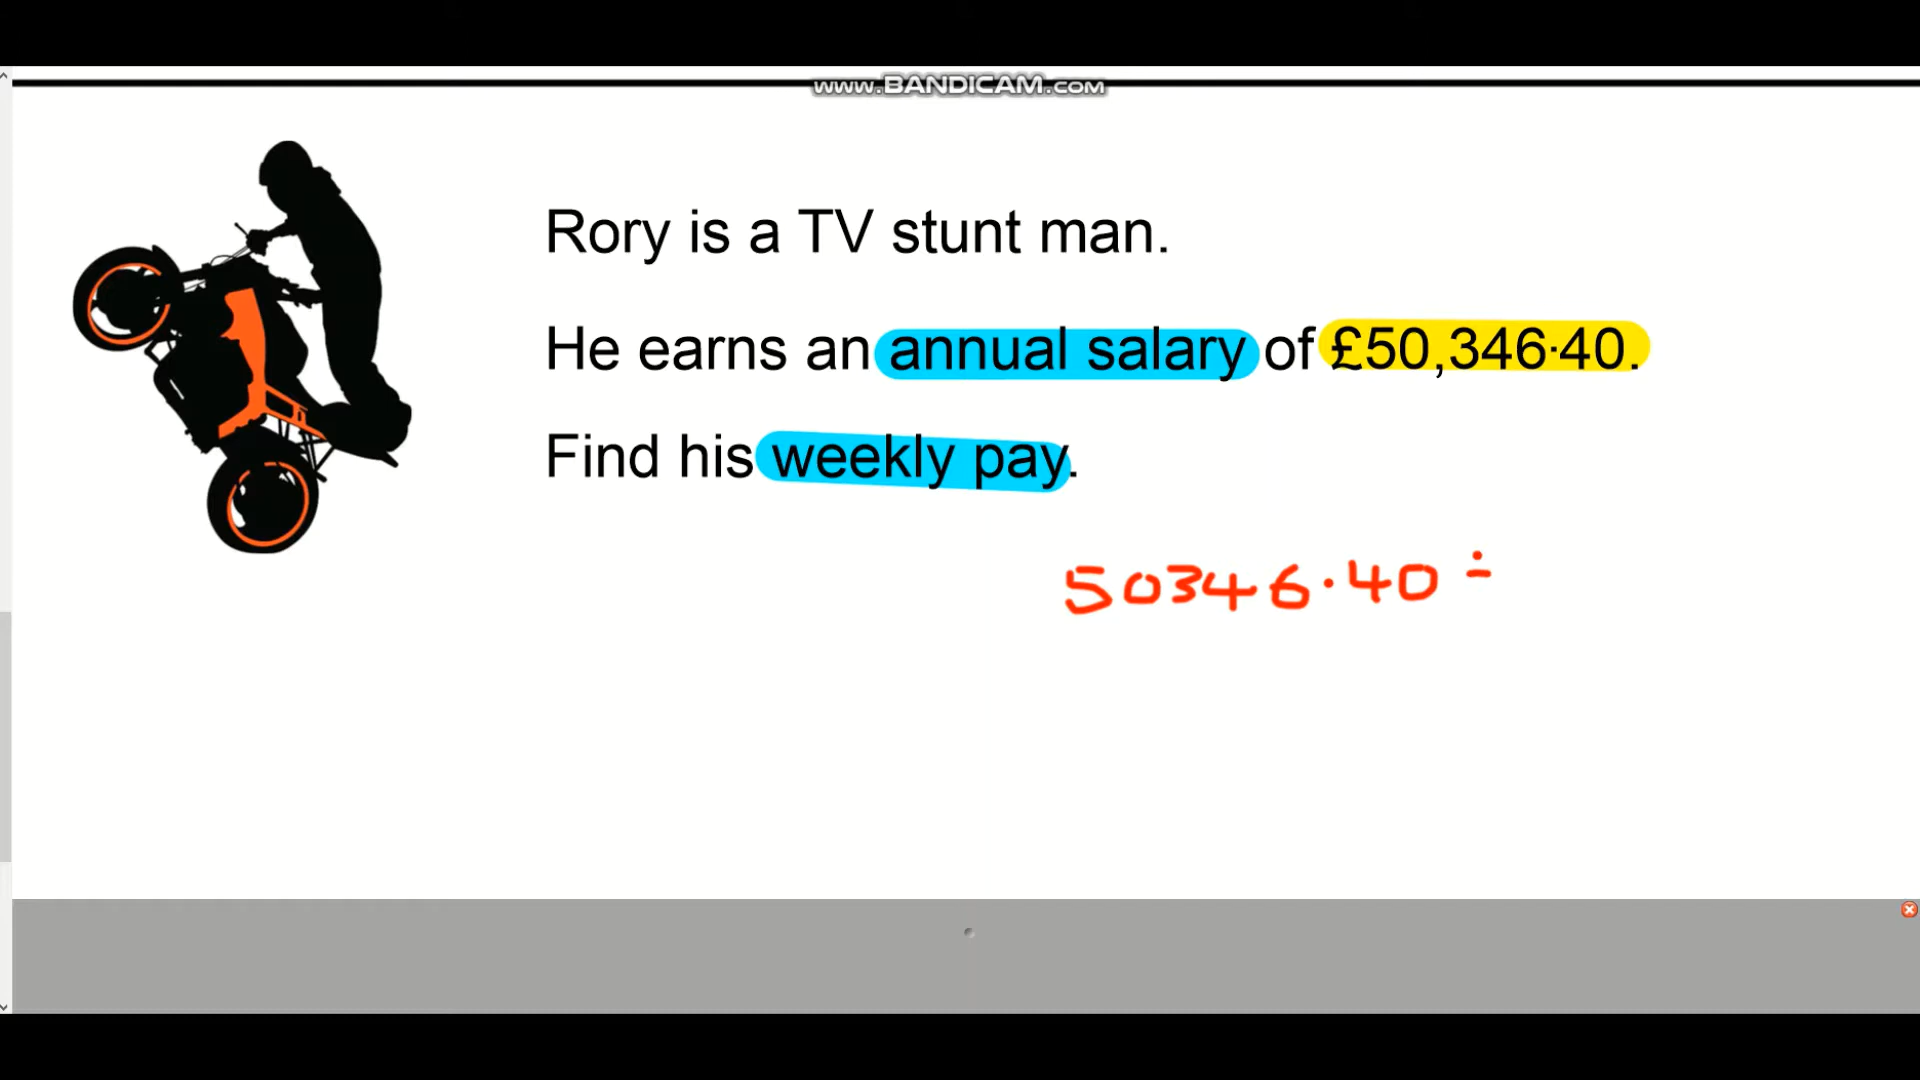 www.BANDICAM.com
Rory is a TV stunt man.
He earns an annual salary of £50,346·40.
Find his weekly pay.
50346·40 ÷